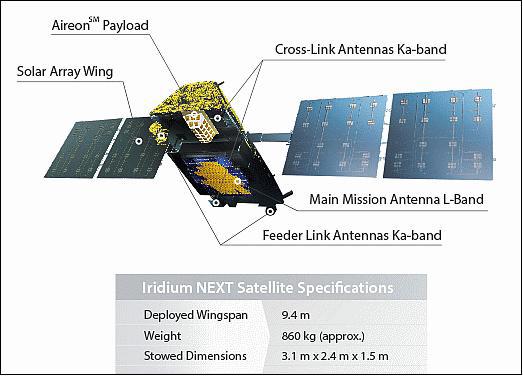 Aireon℠ Payload
Cross-Link Antennas Ka-band
Solar Array Wing
Main Mission Antenna L-Band
Feeder Link Antennas Ka-band
Iridium NEXT Satellite Specifications
Deployed Wingspan 9.4 m
Weight 860 kg (approx.)
Stowed Dimensions 3.1 m x 2.4 m x 1.5 m